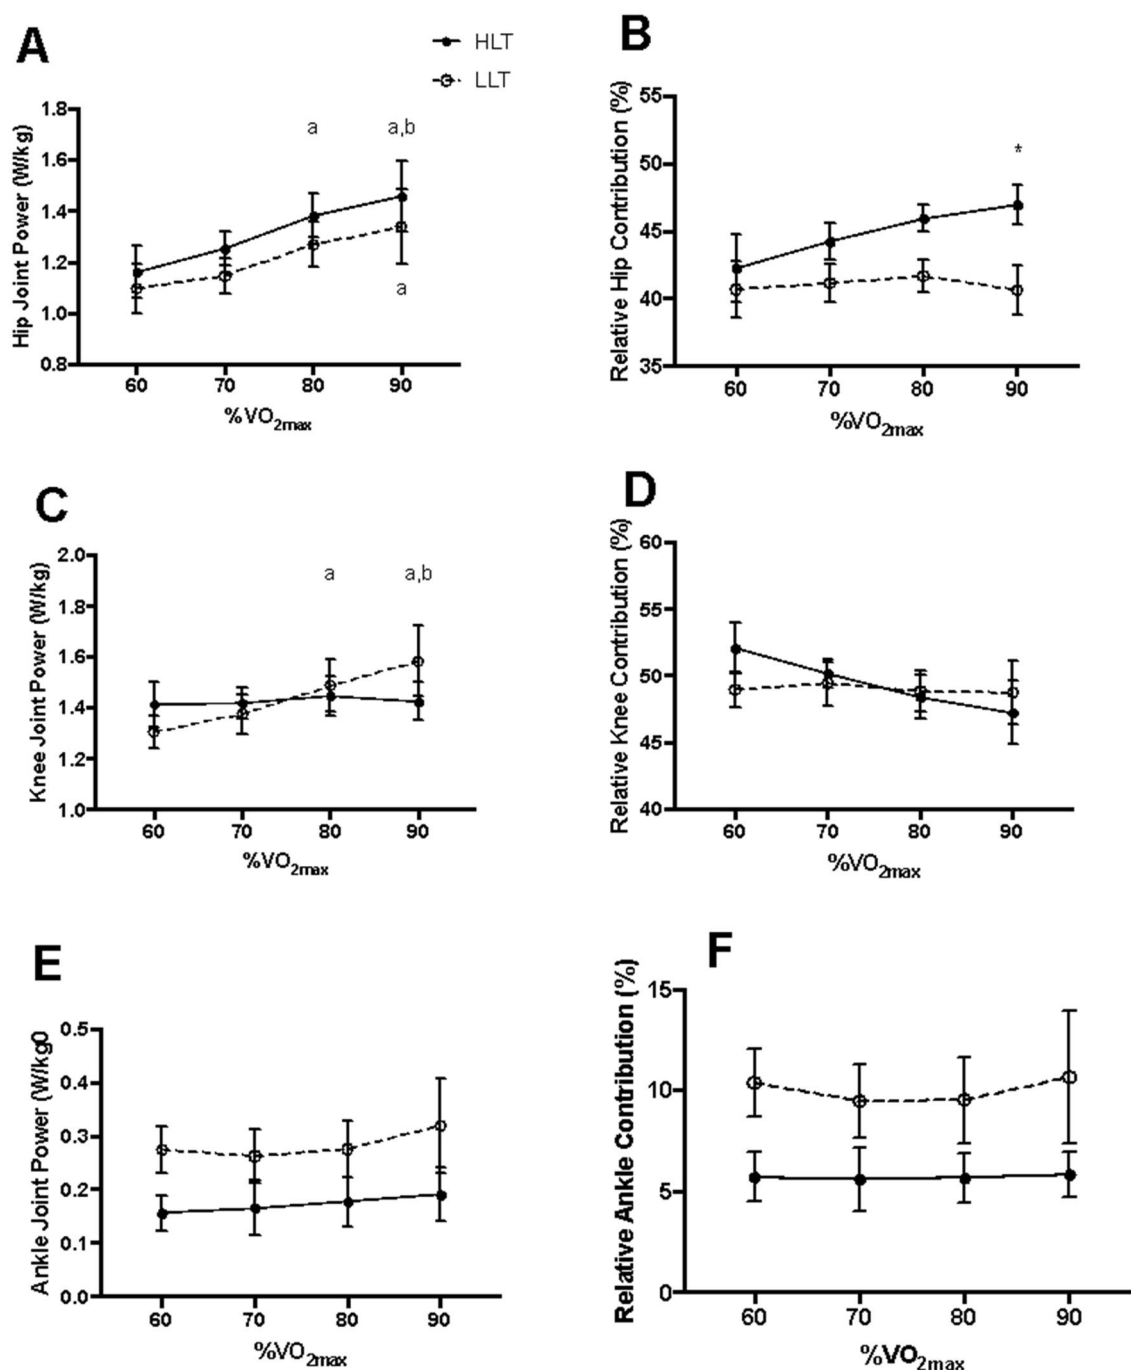 A
HLT
LLT
Hip Joint Power (W/kg)
1.8
1.6
1.4
1.2
1.0
0.8
a
a,b
a
60 70 80 90
%VO2max
B
Relative Hip Contribution (%)
55
50
45
40
35
*
60 70 80 90
%VO2max
C
Knee Joint Power (W/kg)
2.0
1.8
1.6
1.4
1.2
1.0
a
a,b
60 70 80 90
%VO2max
D
Relative Knee Contribution (%)
60
55
50
45
40
60 70 80 90
%VO2max
E
Ankle Joint Power (W/kg0
0.5
0.4
0.3
0.2
0.1
0.0
60 70 80 90
%VO2max
F
Relative Ankle Contribution (%)
15
10
5
0
60 70 80 90
%VO2max